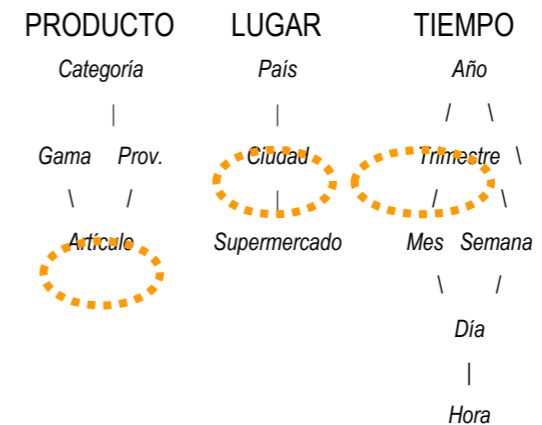 PRODUCTO LUGAR TIEMPO
Categoría País Año
Gama Prov. Ciudad Trimestre
Artículo Supermercado Mes Semana
Día
Hora